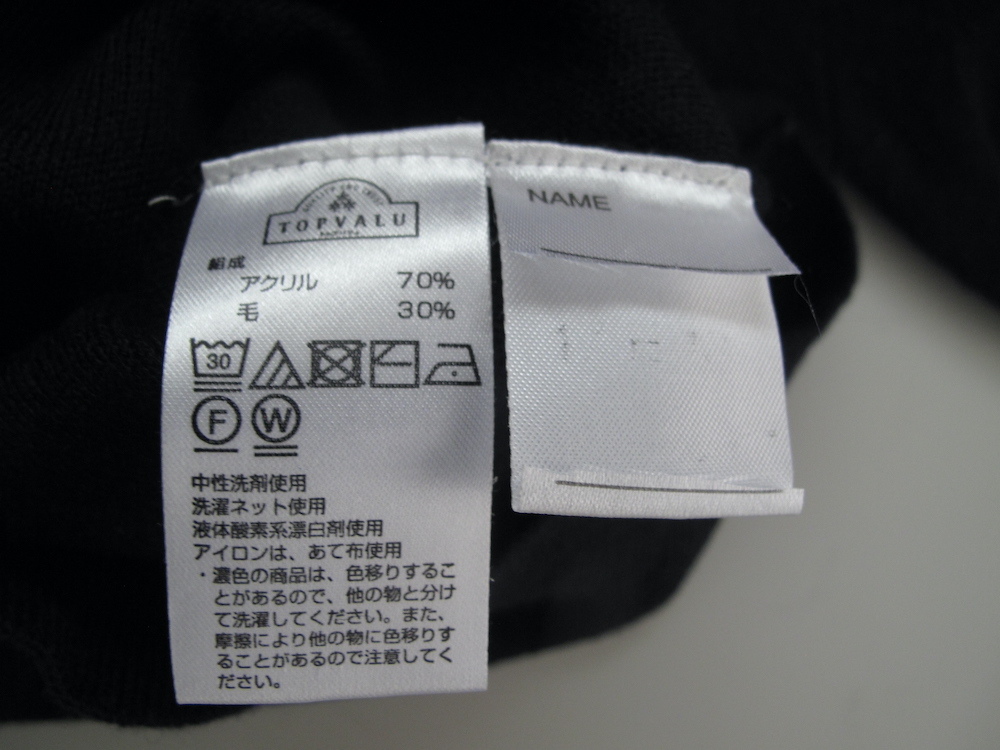 TOPVALU
組成
アクリル 70%
毛 30%
30
F W
中性洗剤使用
洗濯ネット使用
液体酸素系漂白剤使用
アイロンは、あて布使用
・濃色の商品は、色移りするこ
とがあるので、他の物と分け
て洗濯してください。また、
摩擦により他の物に色移りす
ることがあるので注意してく
ださい。
NAME